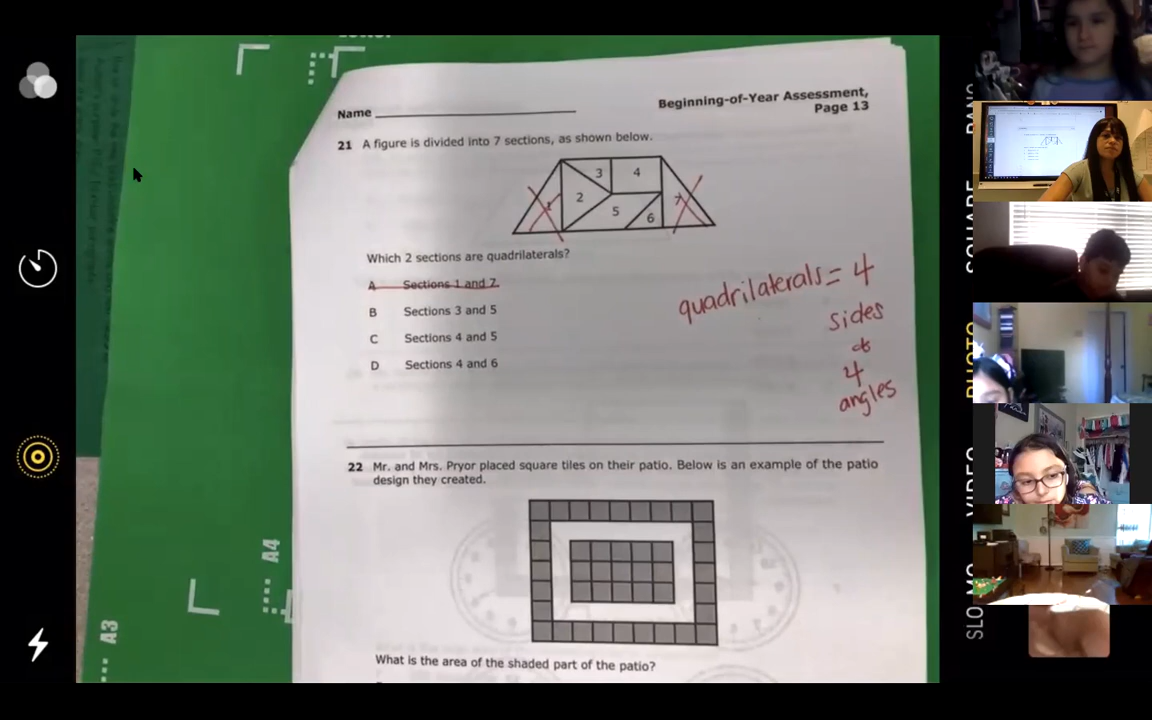 Name
Beginning-of-Year Assessment,
Page 13
21 A figure is divided into 7 sections, as shown below.
3
4
1
2
5
6
7
Which 2 sections are quadrilaterals?
A Sections 1 and 7
B Sections 3 and 5
C Sections 4 and 5
D Sections 4 and 6
quadrilaterals = 4
sides
&
4
angles
22 Mr. and Mrs. Pryor placed square tiles on their patio. Below is an example of the patio
design they created.
What is the area of the shaded part of the patio?
A4
A3
SQUARE
PHOTO
VIDEO
SLO-MO